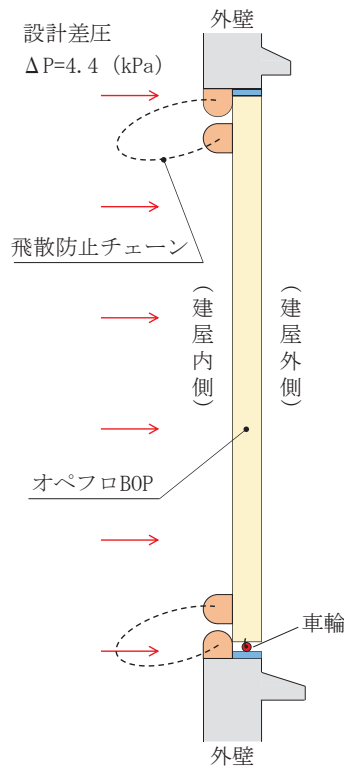 外壁
設計差圧
ΔP=4.4 (kPa)
飛散防止チェーン
（建屋内側）
（建屋外側）
オペフロBOP
車輪
外壁